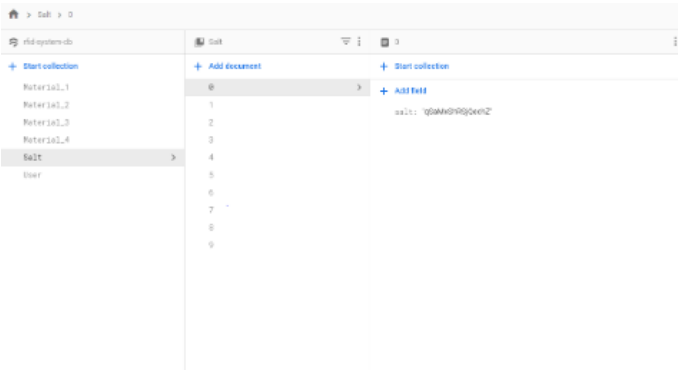 > Salt > 0
rfid-system-db
Salt
Start collection
Add document
Start collection
Material_1
0
Add field
Material_2
1
salt:
Material_3
2
Material_4
3
Salt
4
User
5
6
7
8
9